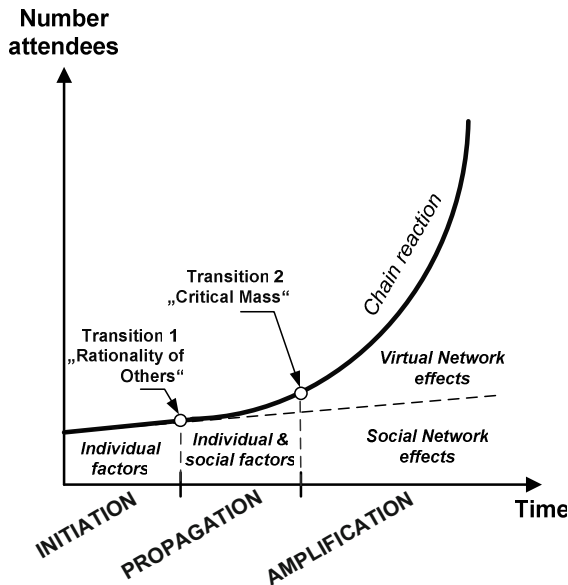 Number
attendees
Chain reaction
Transition 2
„Critical Mass“
Transition 1
„Rationality of
Others“
Virtual Network
effects
Individual
factors
Individual &
social factors
Social Network
effects
Time
INITIATION
PROPAGATION
AMPLIFICATION